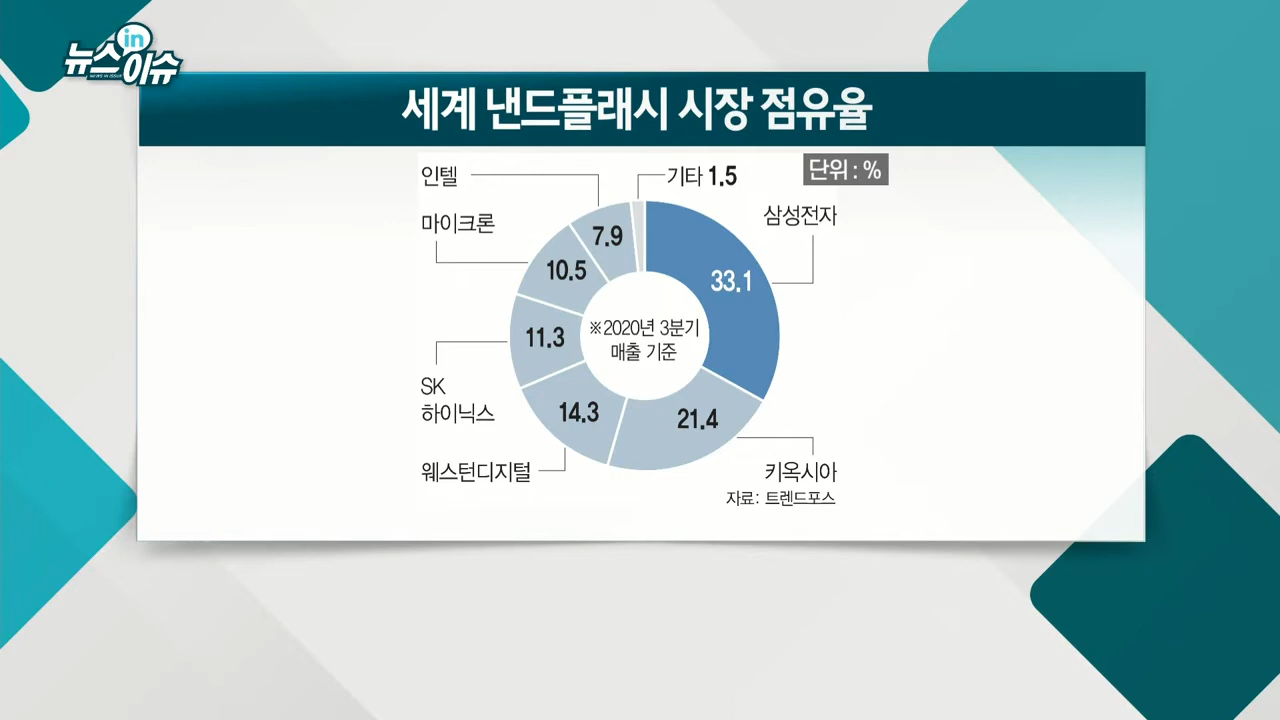 뉴스in이슈
NEWS IN ISSUE
세계 낸드플래시 시장 점유율
단위 : %
인텔
기타 1.5
삼성전자
마이크론
7.9
10.5
33.1
※2020년 3분기
매출 기준
11.3
SK
하이닉스
14.3
21.4
웨스턴디지털
키옥시아
자료: 트렌드포스